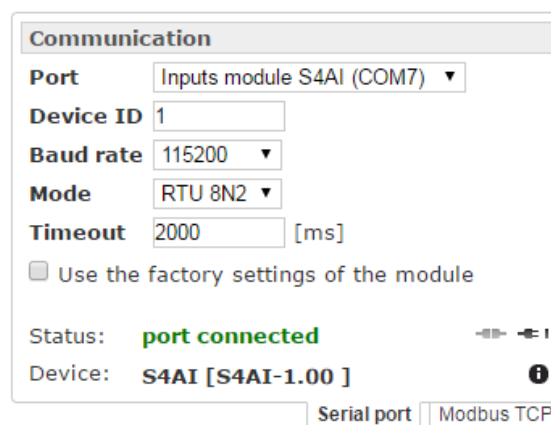 Communication
Port Inputs module S4AI (COM7)
Device ID 1
Baud rate 115200
Mode RTU 8N2
Timeout 2000 [ms]
Use the factory settings of the module
Status: port connected
Device: S4AI [S4AI-1.00 ]
Serial port Modbus TCP